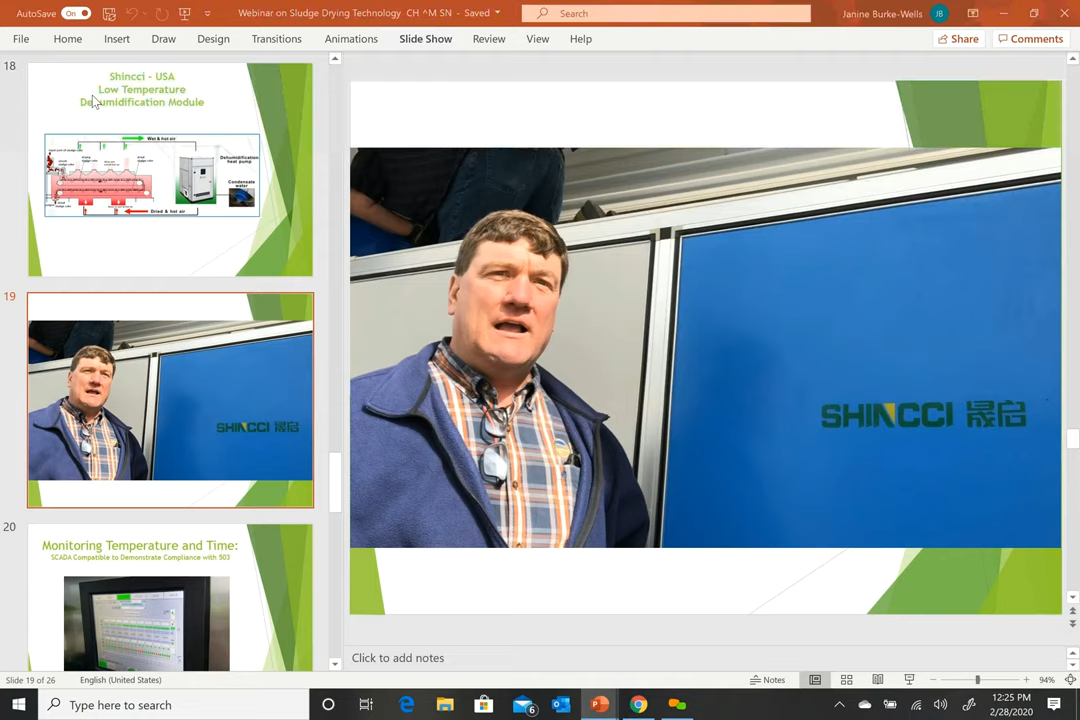 AutoSave On
Webinar on Sludge Drying Technology CH ^M SN - Saved
Search
Janine Burke-Wells
JB
File Home Insert Draw Design Transitions Animations Slide Show Review View Help
Share Comments
18
Shincci - USA
Low Temperature
Dehumidification Module
Wet & hot air
Dehumidification
heat pump
Condensate
water
Dried & hot air
19
SHINCCI 晟启
20
Monitoring Temperature and Time:
SCADA Compatible to Demonstrate Compliance with 503
SHINCCI 晟启
Click to add notes
Slide 19 of 26 English (United States)
Notes
94%
Type here to search
6
12:25 PM
2/28/2020